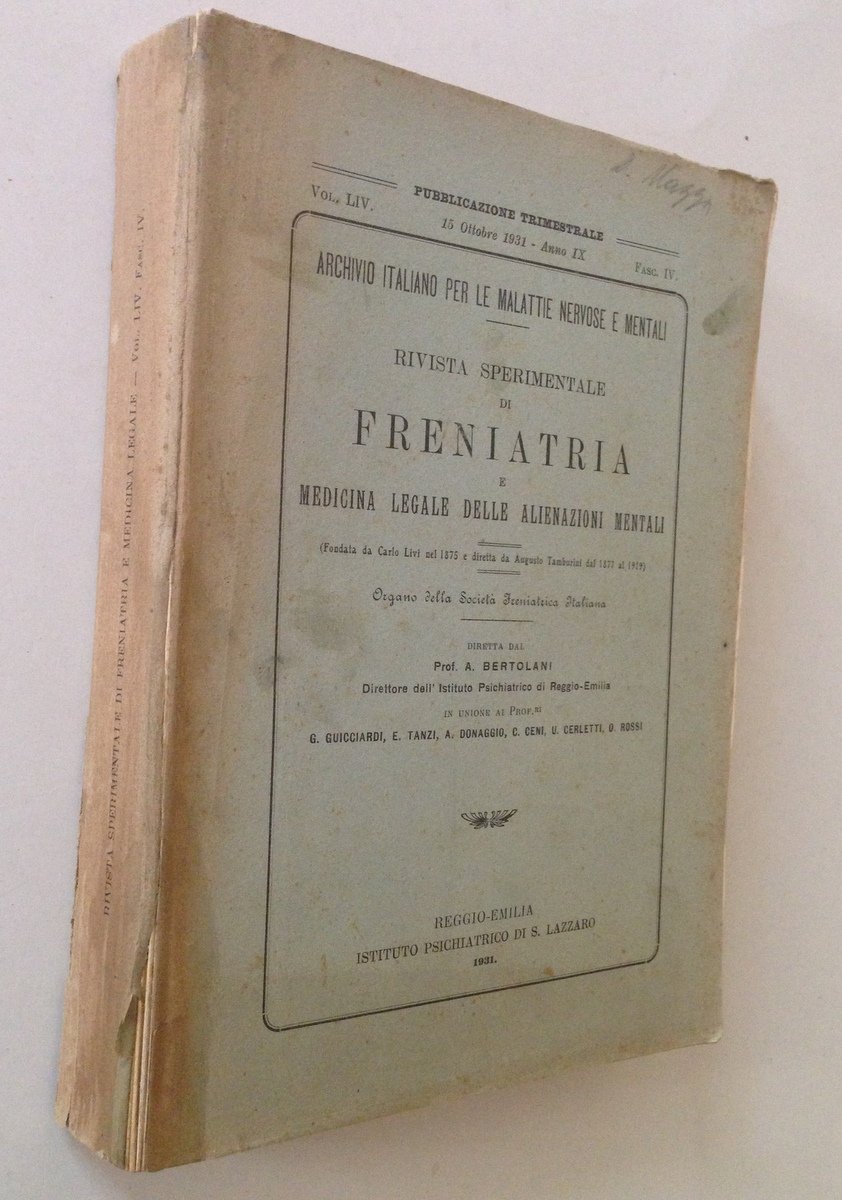 PUBBLICAZIONE TRIMESTRALE
VOL. LIV.
15 Ottobre 1931 - Anno IX
FASC. IV.
ARCHIVIO ITALIANO PER LE MALATTIE NERVOSE E MENTALI
RIVISTA SPERIMENTALE
DI
FRENIATRIA
E
MEDICINA LEGALE DELLE ALIENAZIONI MENTALI
(Fondata da Carlo Livi nel 1875 e diretta da Augusto Tamburini dal 1877 al 1919)
Organo della Società Freniatrica Italiana
DIRETTA DAL
Prof. A. BERTOLANI
Direttore dell' Istituto Psichiatrico di Reggio-Emilia
IN UNIONE AI PROF.RI
G. GUICCIARDI, E. TANZI, A. DONAGGIO, C. CENI, U. CERLETTI, O. ROSSI
REGGIO-EMILIA
ISTITUTO PSICHIATRICO DI S. LAZZARO
1931.
RIVISTA SPERIMENTALE DI FRENIATRIA E MEDICINA LEGALE — VOL. LIV. FASC. IV.